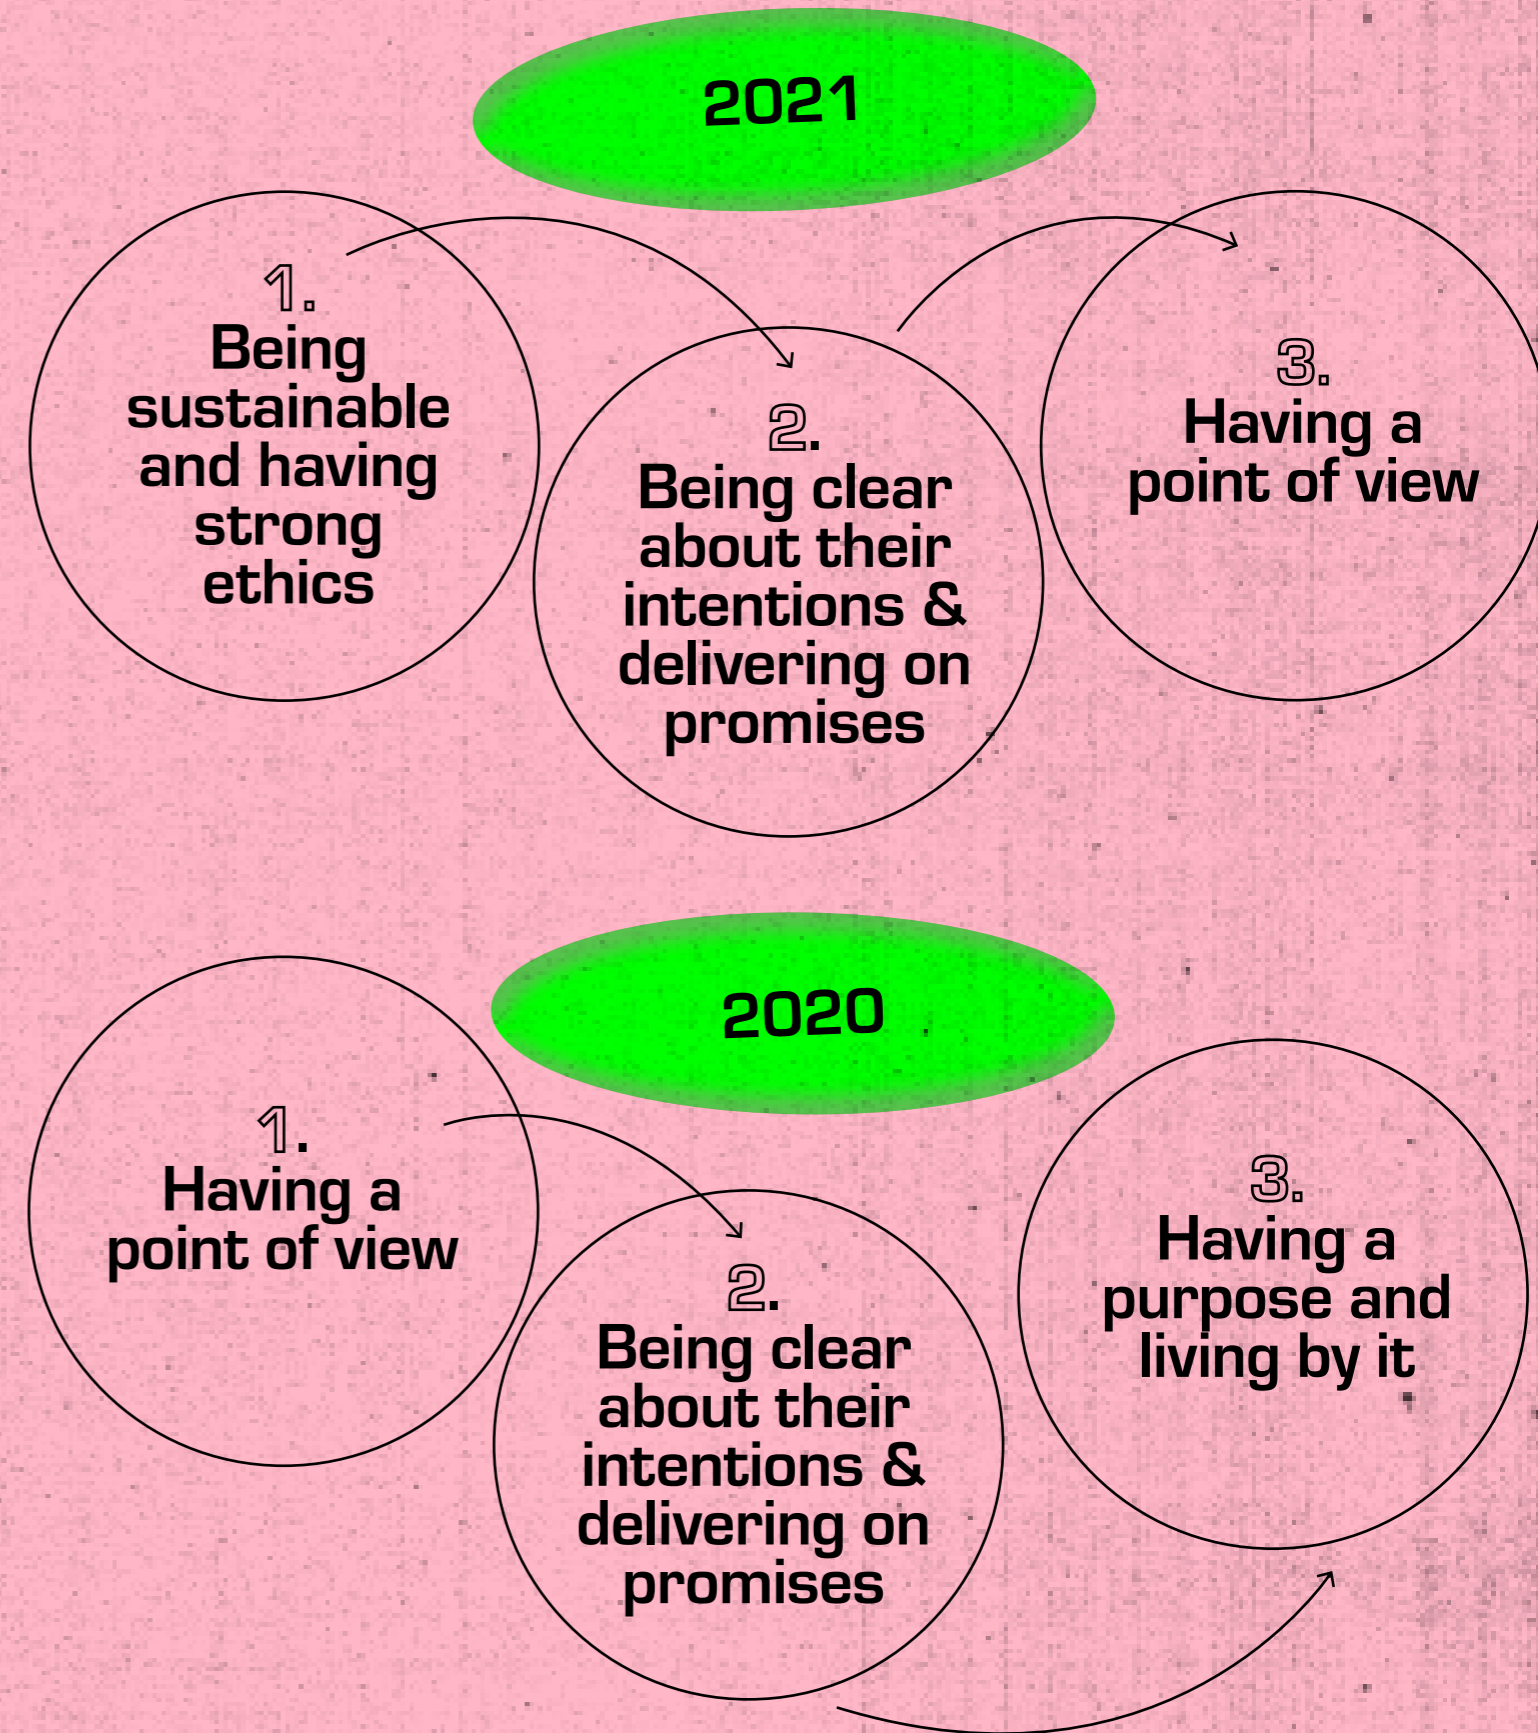 2021
1.
Being
sustainable
and having
strong
ethics
2.
Being clear
about their
intentions &
delivering on
promises
3.
Having a
point of view
2020
1.
Having a
point of view
2.
Being clear
about their
intentions &
delivering on
promises
3.
Having a
purpose and
living by it